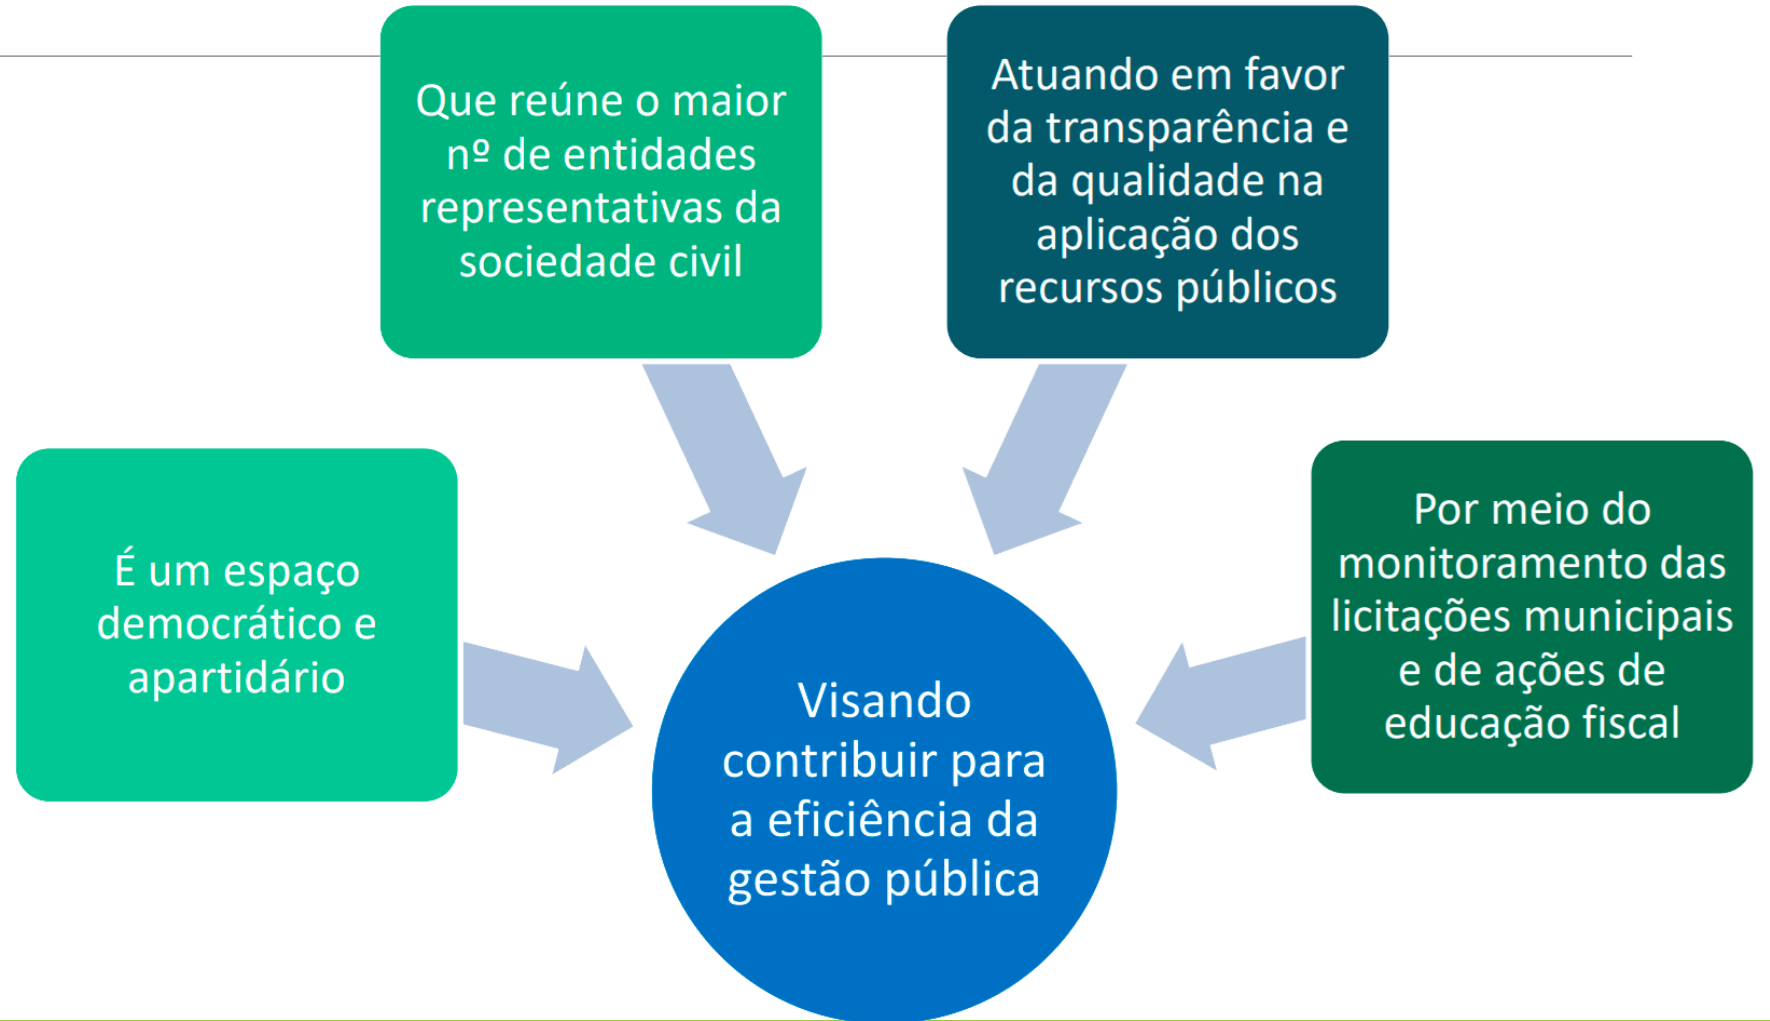 É um espaço
democrático e
apartidário
Que reúne o maior
nº de entidades
representativas da
sociedade civil
Atuando em favor
da transparência e
da qualidade na
aplicação dos
recursos públicos
Por meio do
monitoramento das
licitações municipais
e de ações de
educação fiscal
Visando
contribuir para
a eficiência da
gestão pública